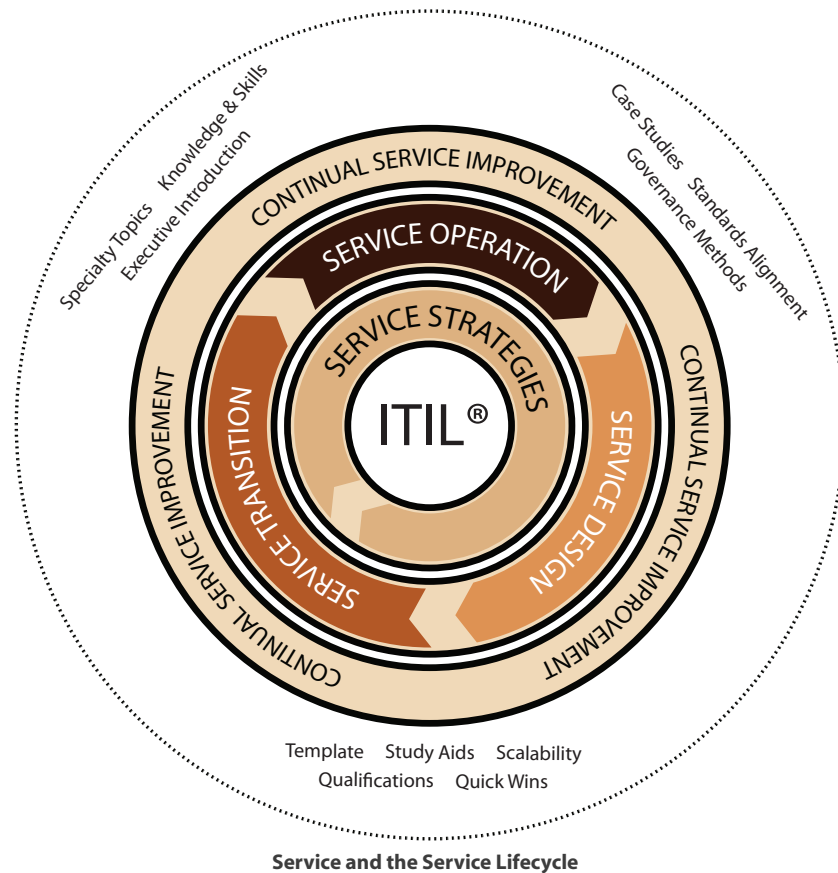 Specialty Topics Knowledge & Skills
Executive Introduction
Case Studies Standards Alignment
Governance Methods
CONTINUAL SERVICE IMPROVEMENT
SERVICE OPERATION
SERVICE STRATEGIES
ITIL®
CONTINUAL SERVICE IMPROVEMENT
SERVICE TRANSITION
SERVICE DESIGN
CONTINUAL SERVICE IMPROVEMENT
Template Study Aids Scalability
Qualifications Quick Wins
Service and the Service Lifecycle